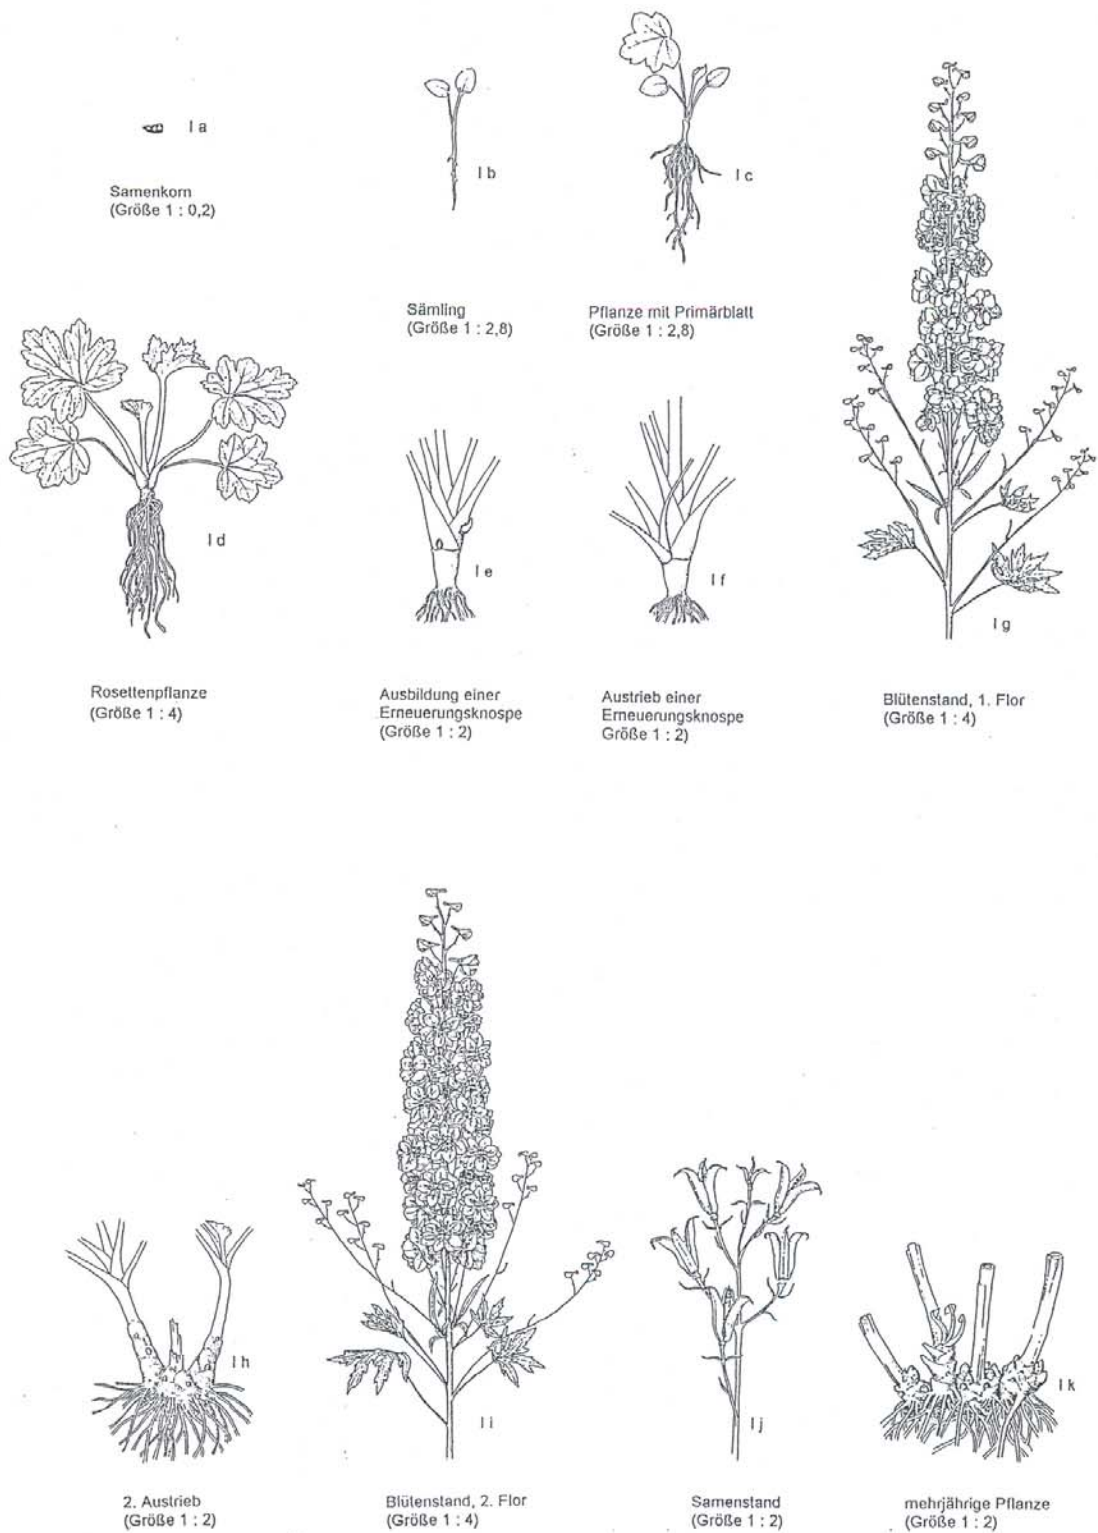 I a
Samenkorn
(Größe 1 : 0,2)
I b
Sämling
(Größe 1 : 2,8)
I c
Pflanze mit Primärblatt
(Größe 1 : 2,8)
I d
Rosettenpflanze
(Größe 1 : 4)
I e
Ausbildung einer
Erneuerungsknospe
(Größe 1 : 2)
I f
Austrieb einer
Erneuerungsknospe
Größe 1 : 2)
I g
Blütenstand, 1. Flor
(Größe 1 : 4)
I h
2. Austrieb
(Größe 1 : 2)
I i
Blütenstand, 2. Flor
(Größe 1 : 4)
I j
Samenstand
(Größe 1 : 2)
I k
mehrjährige Pflanze
(Größe 1 : 2)